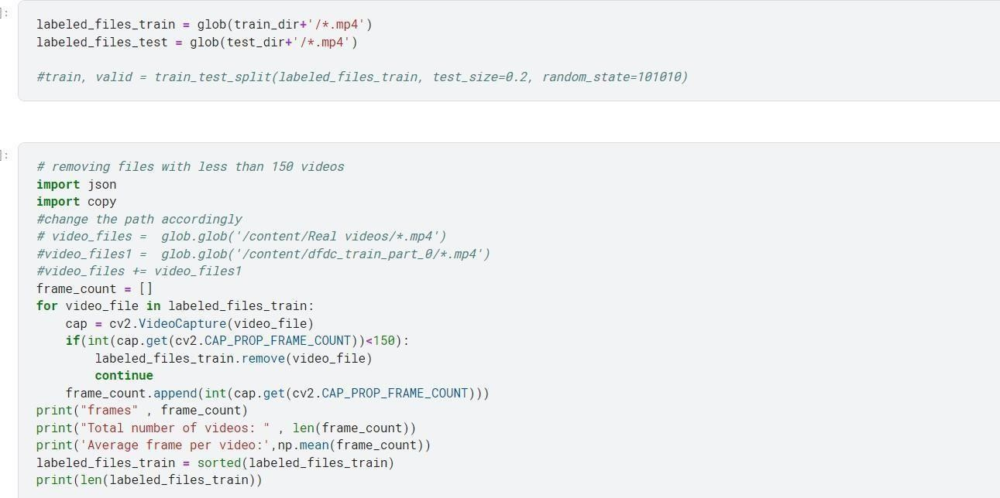 ]:
labeled_files_train = glob(train_dir+'/*.mp4')
labeled_files_test = glob(test_dir+'/*.mp4')
#train, valid = train_test_split(labeled_files_train, test_size=0.2, random_state=101010)
]:
# removing files with less than 150 videos
import json
import copy
#change the path accordingly
# video_files =  glob.glob('/content/Real videos/*.mp4')
#video_files1 =  glob.glob('/content/dfdc_train_part_0/*.mp4')
#video_files += video_files1
frame_count = []
for video_file in labeled_files_train:
    cap = cv2.VideoCapture(video_file)
    if(int(cap.get(cv2.CAP_PROP_FRAME_COUNT))<150):
        labeled_files_train.remove(video_file)
        continue
    frame_count.append(int(cap.get(cv2.CAP_PROP_FRAME_COUNT)))
print("frames" , frame_count)
print("Total number of videos: " , len(frame_count))
print('Average frame per video:',np.mean(frame_count))
labeled_files_train = sorted(labeled_files_train)
print(len(labeled_files_train))